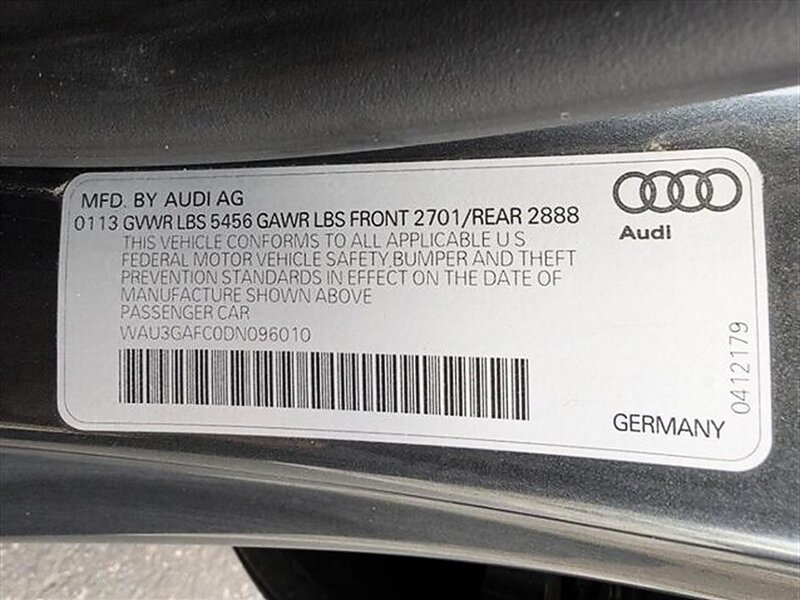 MFD. BY AUDI AG
0113 GVWR LBS 5456 GAWR LBS FRONT 2701/REAR 2888
THIS VEHICLE CONFORMS TO ALL APPLICABLE U S
FEDERAL MOTOR VEHICLE SAFETY,BUMPER AND THEFT
PREVENTION STANDARDS IN EFFECT ON THE DATE OF
MANUFACTURE SHOWN ABOVE
PASSENGER CAR
WAU3GAFC0DN096010
Audi
GERMANY
0412179